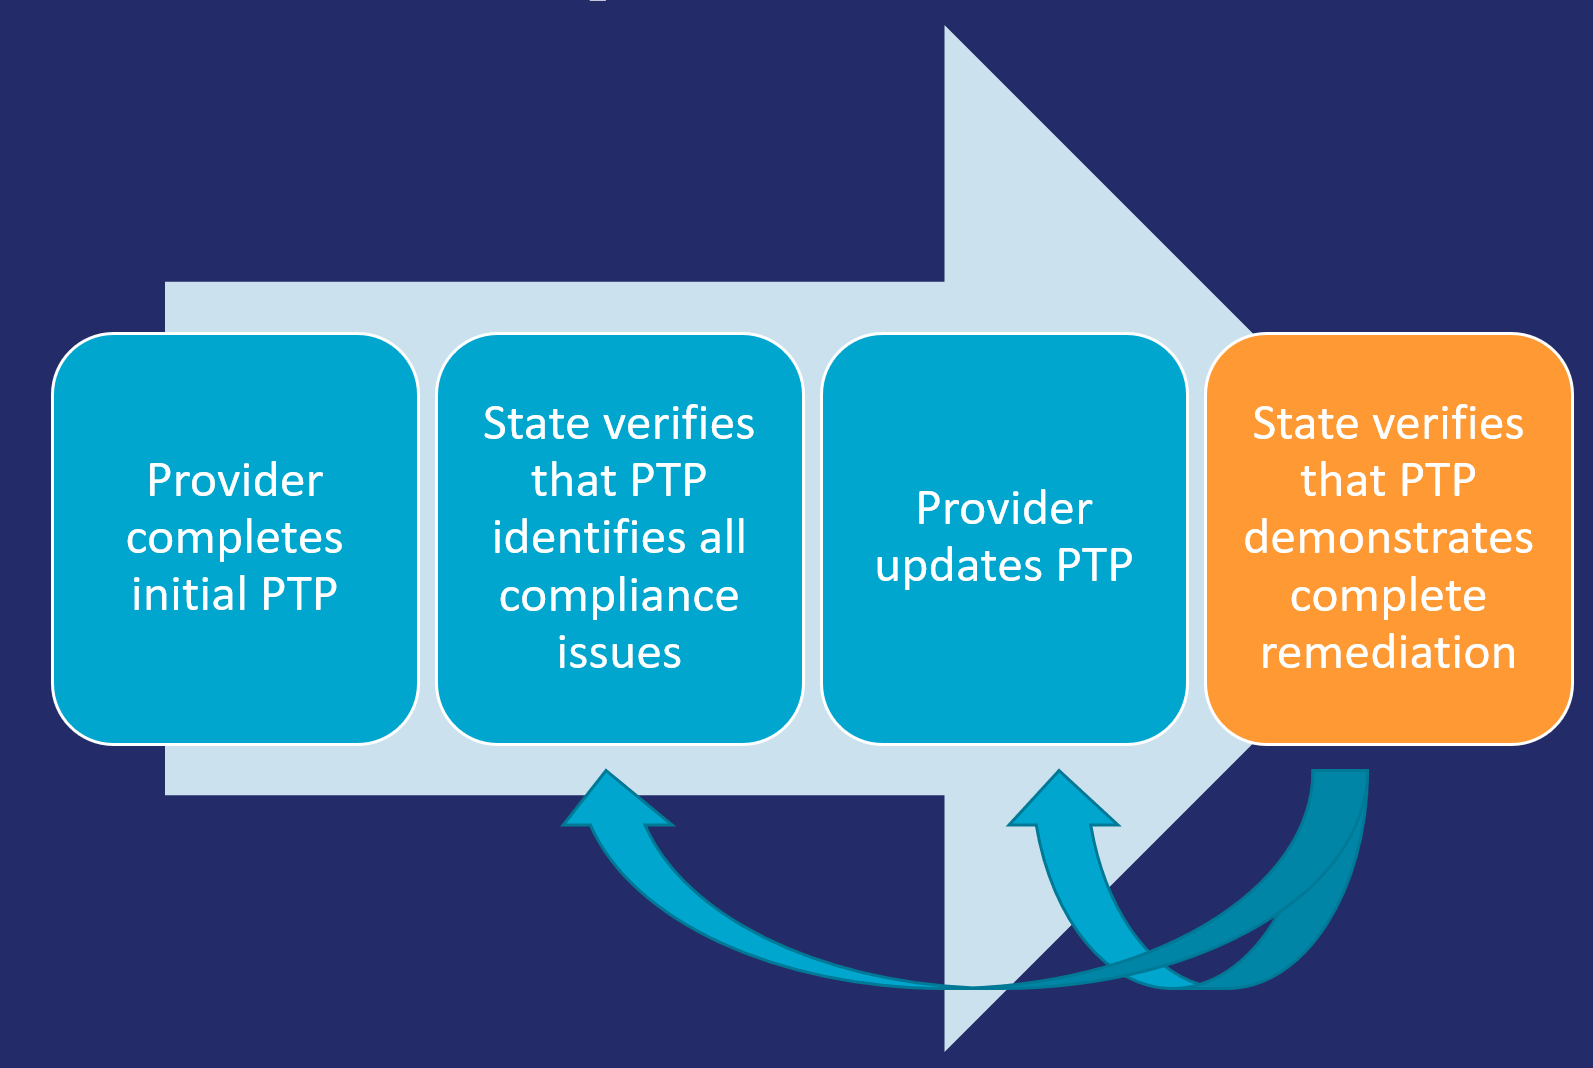 Provider
completes
initial PTP
State verifies
that PTP
identifies all
compliance
issues
Provider
updates PTP
State verifies
that PTP
demonstrates
complete
remediation